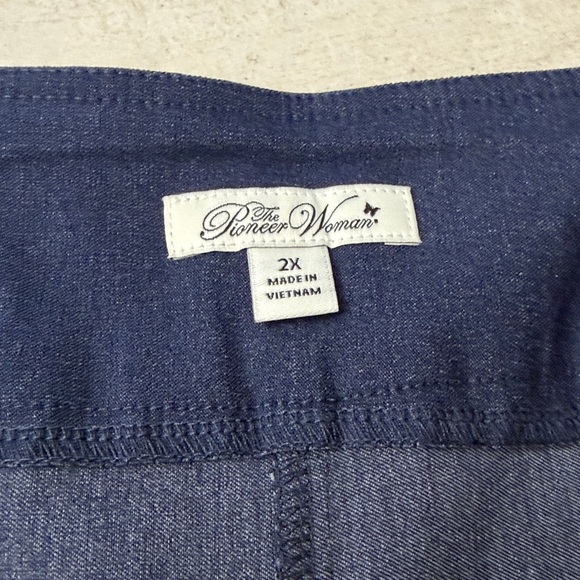 The
Pioneer Woman
2X
MADE IN
VIETNAM